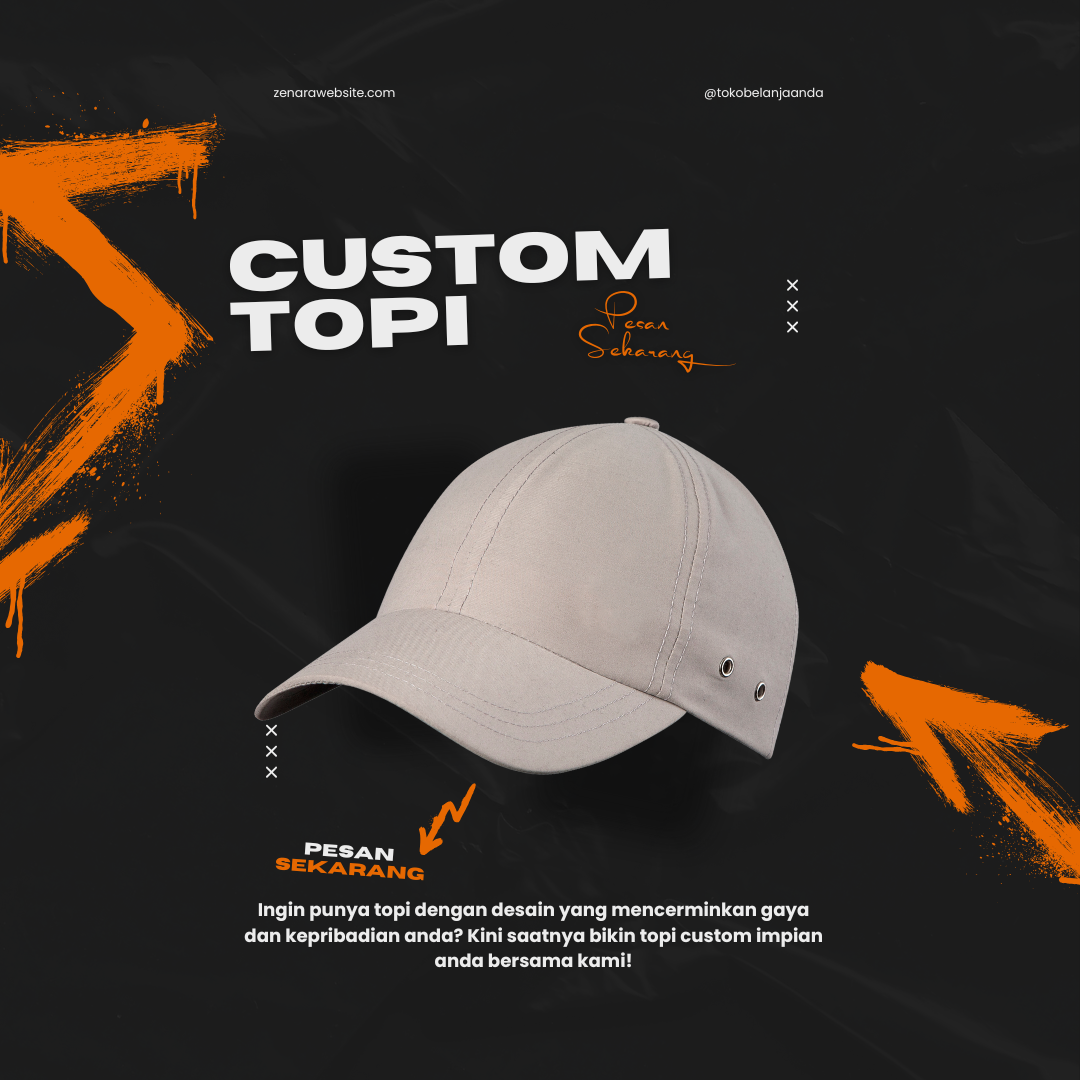 zenarawebsite.com
@tokobelanjaanda
CUSTOM
TOPI
Pesan
Sekarang
PESAN
SEKARANG
Ingin punya topi dengan desain yang mencerminkan gaya
dan kepribadian anda? Kini saatnya bikin topi custom impian
anda bersama kami!